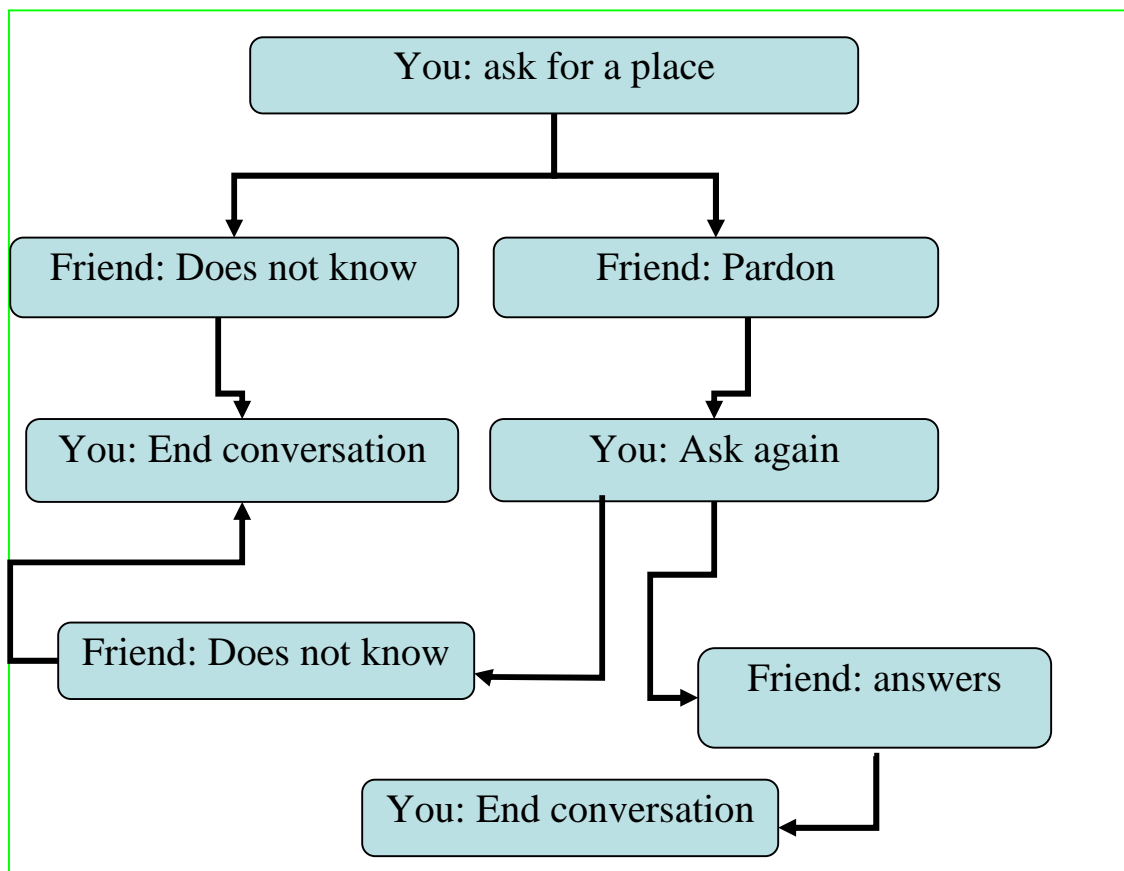 You: ask for a place
Friend: Does not know
Friend: Pardon
You: End conversation
You: Ask again
Friend: Does not know
Friend: answers
You: End conversation